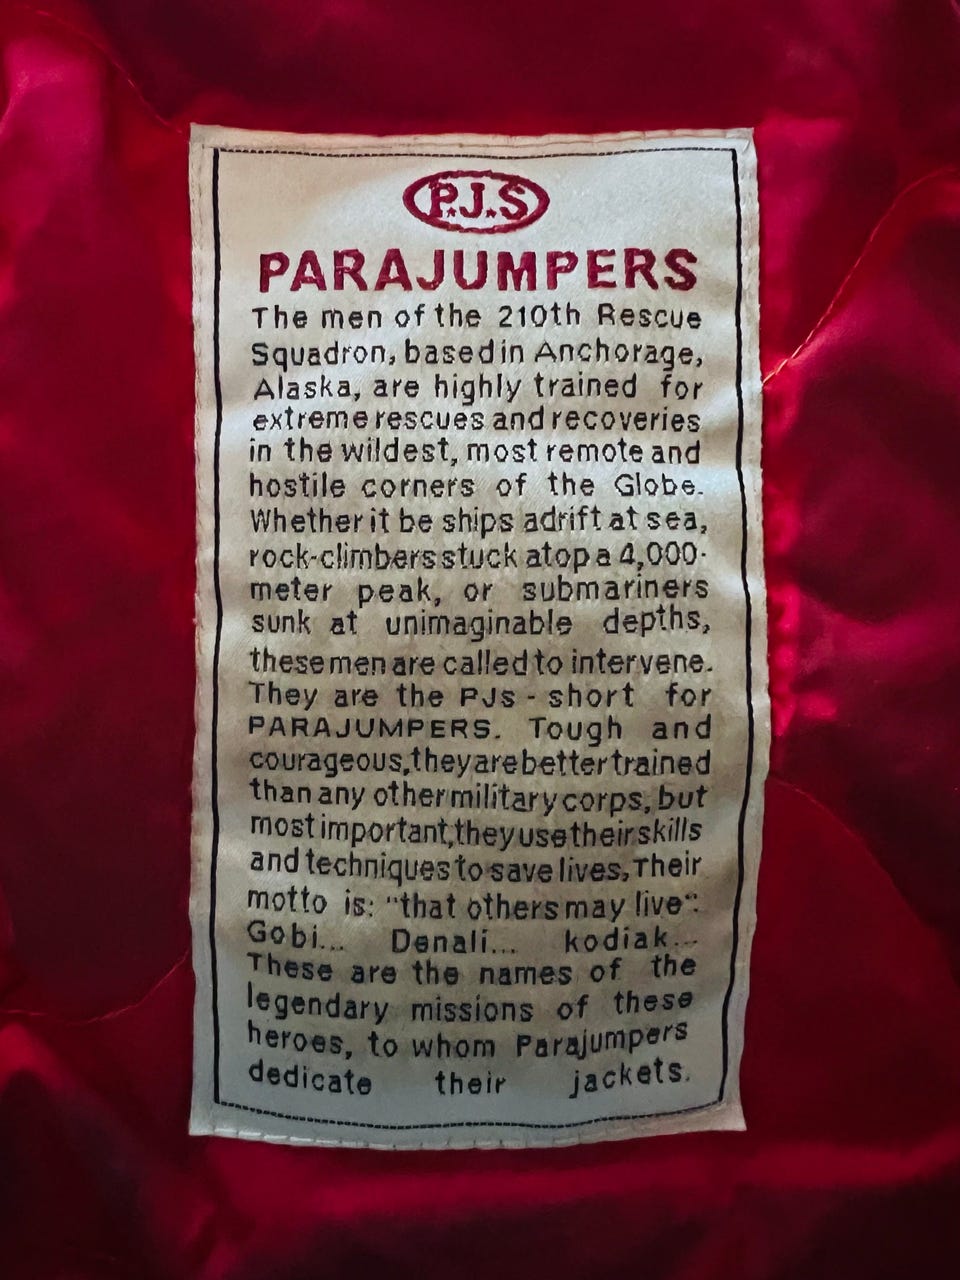 P.J.S
PARAJUMPERS
The men of the 210th Rescue
Squadron, based in Anchorage,
Alaska, are highly trained for
extreme rescues and recoveries
in the wildest, most remote and
hostile corners of the Globe.
Whether it be ships adrift at sea,
rock-climbers stuck atop a 4,000-
meter peak, or submariners
sunk at unimaginable depths,
these men are called to intervene.
They are the PJs - short for
PARAJUMPERS. Tough and
courageous, they are better trained
than any other military corps, but
most important, they use their skills
and techniques to save lives, Their
motto is: "that others may live".
Gobi... Denali... kodiak...
These are the names of the
legendary missions of these
heroes, to whom Parajumpers
dedicate their jackets.